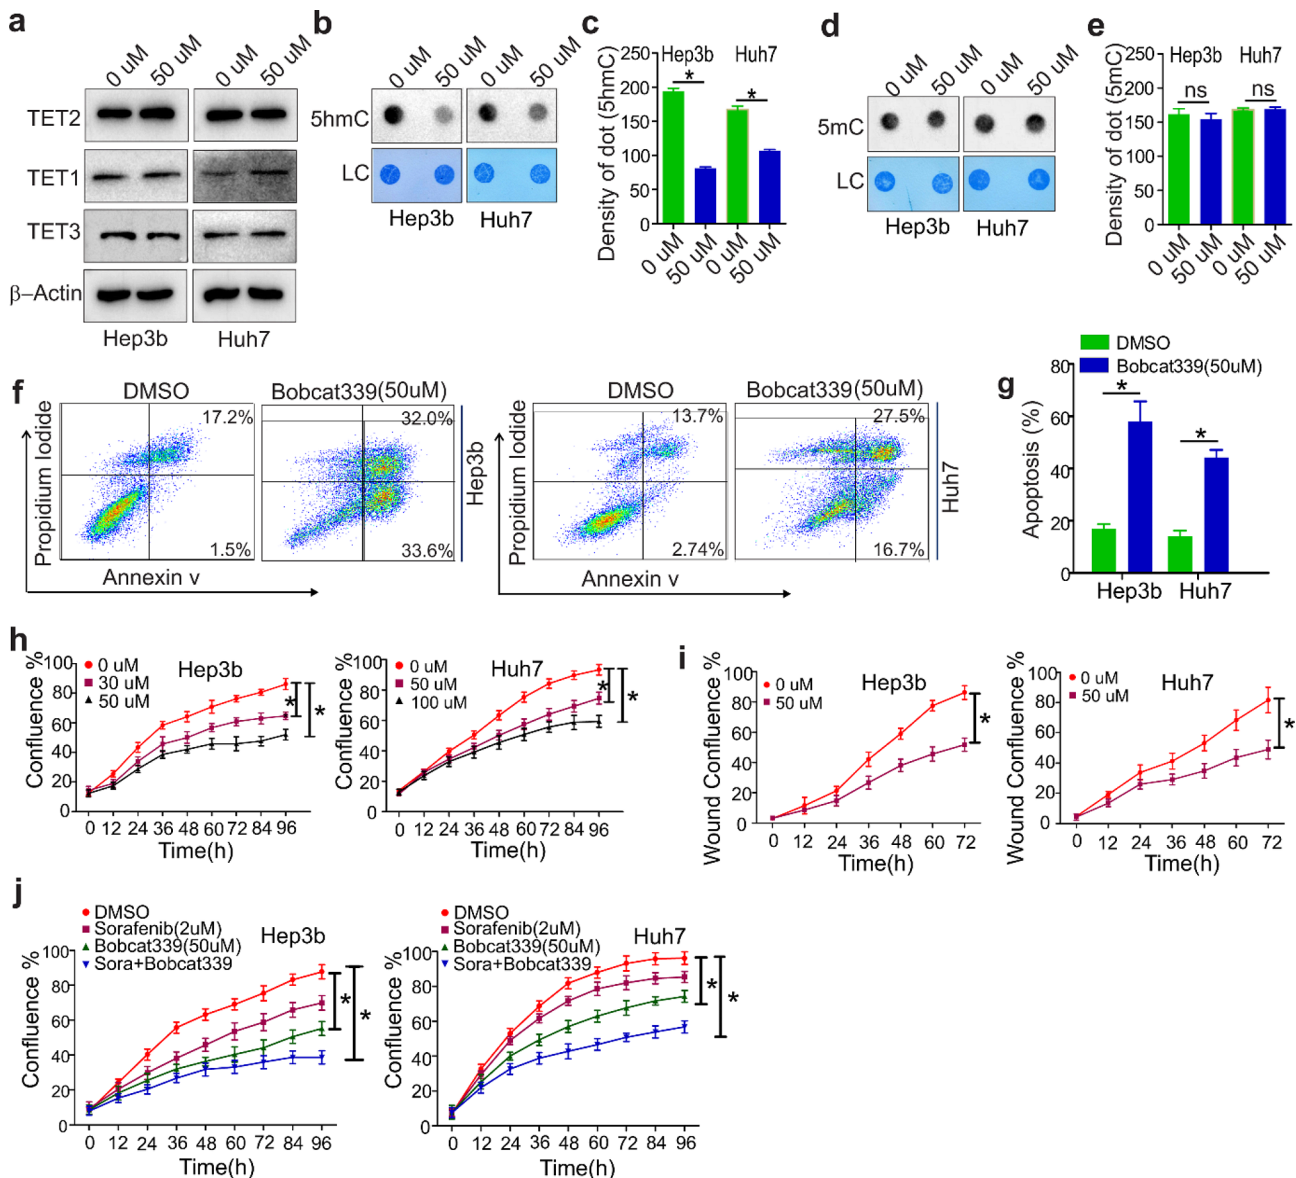 a
0 uM
50 uM
0 uM
50 uM
TET2
TET1
TET3
β–Actin
Hep3b
Huh7
b
0 uM
50 uM
0 uM
50 uM
5hmC
LC
Hep3b
Huh7
c
Density of dot (5hmC)
250
200
150
100
50
0
Hep3b
Huh7
*
*
0 uM
50 uM
0 uM
50 uM
d
0 uM
50 uM
0 uM
50 uM
5mC
LC
Hep3b
Huh7
e
Density of dot (5mC)
250
200
150
100
50
0
Hep3b
Huh7
ns
ns
0 uM
50 uM
0 uM
50 uM
f
DMSO
Bobcat339(50uM)
17.2%
32.0%
1.5%
33.6%
Propidium Iodide
Annexin v
Hep3b
DMSO
Bobcat339(50uM)
13.7%
27.5%
2.74%
16.7%
Propidium Iodide
Annexin v
Huh7
g
DMSO
Bobcat339(50uM)
Apoptosis (%)
80
60
40
20
0
*
*
Hep3b
Huh7
h
Confluence %
100
80
60
40
20
0
0 uM
30 uM
50 uM
Hep3b
*
*
0 12 24 36 48 60 72 84 96
Time(h)
Confluence %
100
80
60
40
20
0
0 uM
50 uM
100 uM
Huh7
*
*
0 12 24 36 48 60 72 84 96
Time(h)
i
Wound Confluence %
100
80
60
40
20
0
0 uM
50 uM
Hep3b
*
0 12 24 36 48 60 72
Time(h)
Wound Confluence %
100
80
60
40
20
0
0 uM
50 uM
Huh7
*
0 12 24 36 48 60 72
Time(h)
j
DMSO
Sorafenib(2uM)
Bobcat339(50uM)
Sora+Bobcat339
Hep3b
Confluence %
100
80
60
40
20
0
*
*
0 12 24 36 48 60 72 84 96
Time(h)
DMSO
Sorafenib(2uM)
Bobcat339(50uM)
Sora+Bobcat339
Huh7
Confluence %
100
80
60
40
20
0
*
*
0 12 24 36 48 60 72 84 96
Time(h)